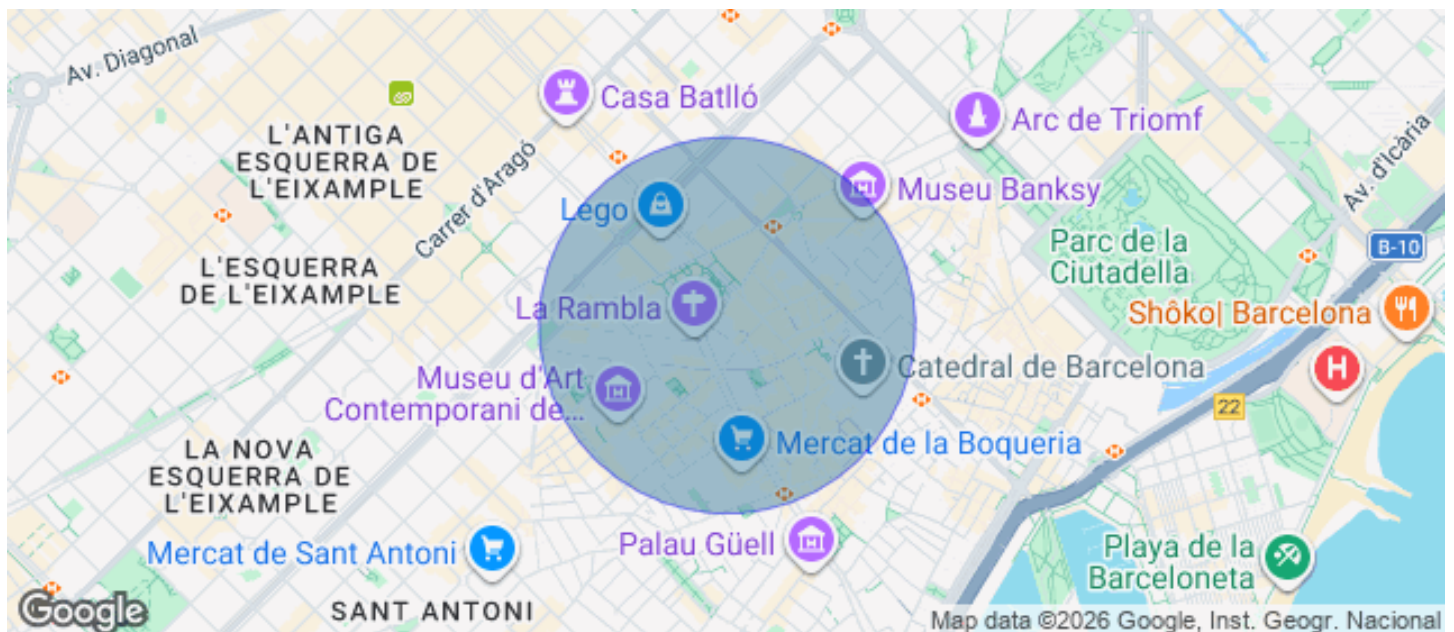 Av. Diagonal
Casa Batlló
Arc de Triomf
Av. d'Icària
L'ANTIGA
ESQUERRA DE
L'EIXAMPLE
Carrer d'Aragó
Lego
Museu Banksy
Parc de la
Ciutadella
B-10
L'ESQUERRA
DE L'EIXAMPLE
La Rambla
Shôko| Barcelona
H
Museu d'Art
Contemporani de...
Catedral de Barcelona
22
Mercat de la Boqueria
LA NOVA
ESQUERRA DE
L'EIXAMPLE
Mercat de Sant Antoni
Palau Güell
Playa de la
Barceloneta
SANT ANTONI
Google
Map data ©2026 Google, Inst. Geogr. Nacional